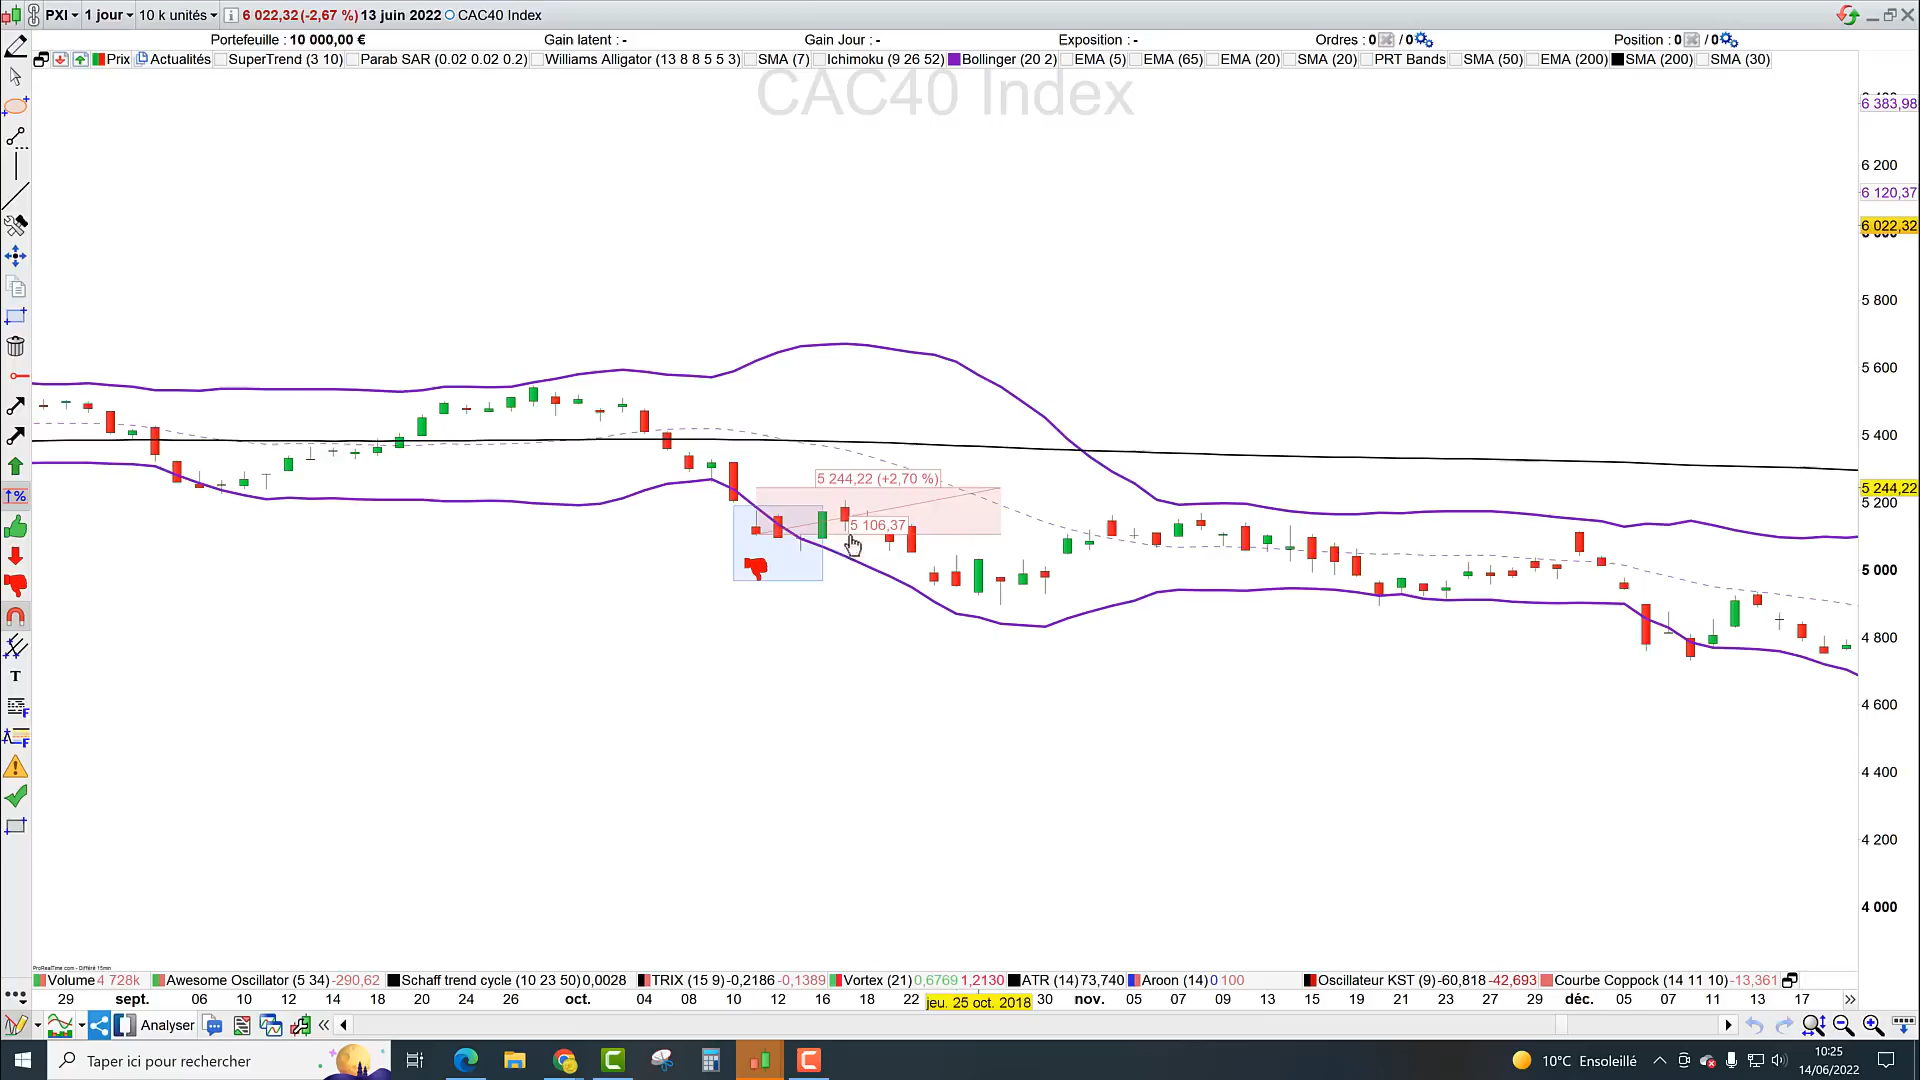 PXI 1 jour 10 k unités 6 022,32(-2,67 %) 13 juin 2022 CAC40 Index
Portefeuille : 10 000,00 € Gain latent : - Gain Jour : - Exposition : - Ordres : 0 / 0 Position : 0 / 0
Prix Actualités SuperTrend (3 10) Parab SAR (0.02 0.02 0.2) Williams Alligator (13 8 8 5 5 3) SMA (7) Ichimoku (9 26 52) Bollinger (20 2) EMA (5) EMA (65) EMA (20) SMA (20) PRT Bands SMA (50) EMA (200) SMA (200) SMA (30)
CAC40 Index
6 383,98
6 200
6 120,37
6 022,32
5 800
5 600
5 400
5 244,22 (+2,70 %)
5 244,22
5 200
5 106,37
5 000
4 800
4 600
4 400
4 200
4 000
ProRealTime.com - Différé 15min
Volume 4 728k Awesome Oscillator (5 34) -290,62 Schaff trend cycle (10 23 50) 0,0028 TRIX (15 9) -0,2186 -0,1389 Vortex (21) 0,6769 1,2130 ATR (14) 73,740 Aroon (14) 0 100 Oscillateur KST (9) -60,818 -42,693 Courbe Coppock (14 11 10) -13,361
29 sept. 06 10 12 14 18 20 24 26 oct. 04 08 10 12 16 18 22 jeu. 25 oct. 2018 30 nov. 05 07 09 13 15 19 21 23 27 29 déc. 05 07 11 13 17
Analyser
Taper ici pour rechercher
10°C Ensoleillé
10:25
14/06/2022